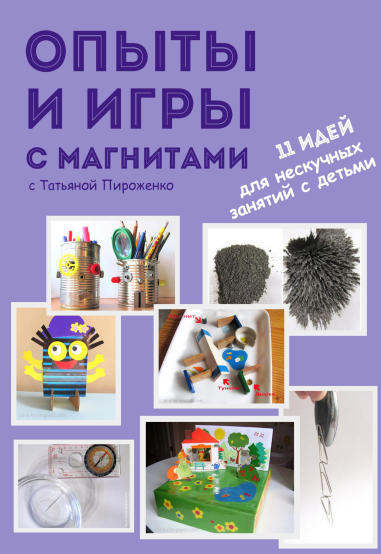 ОПЫТЫ
И ИГРЫ
С МАГНИТАМИ
с Татьяной Пироженко
11 ИДЕЙ
для нескучных
занятий с детьми